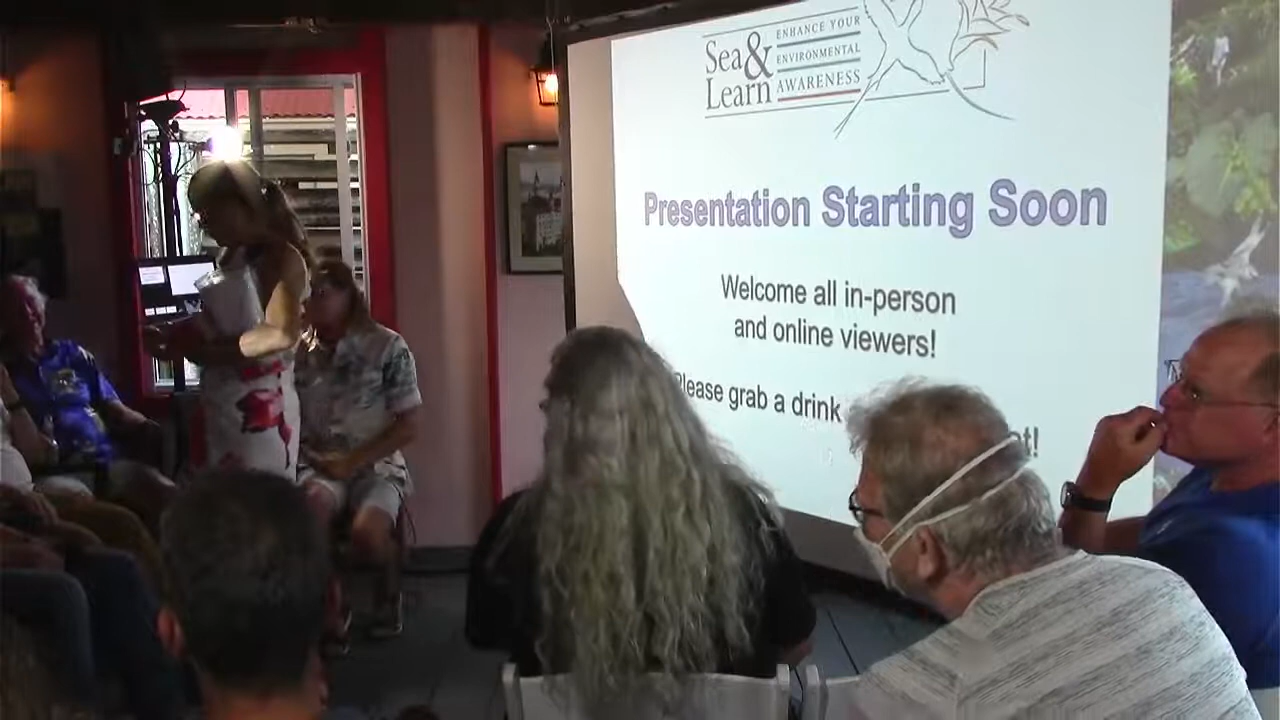 Sea &
Learn
ENHANCE YOUR
ENVIRONMENTAL
AWARENESS
Presentation Starting Soon
Welcome all in-person
and online viewers!
Please grab a drink